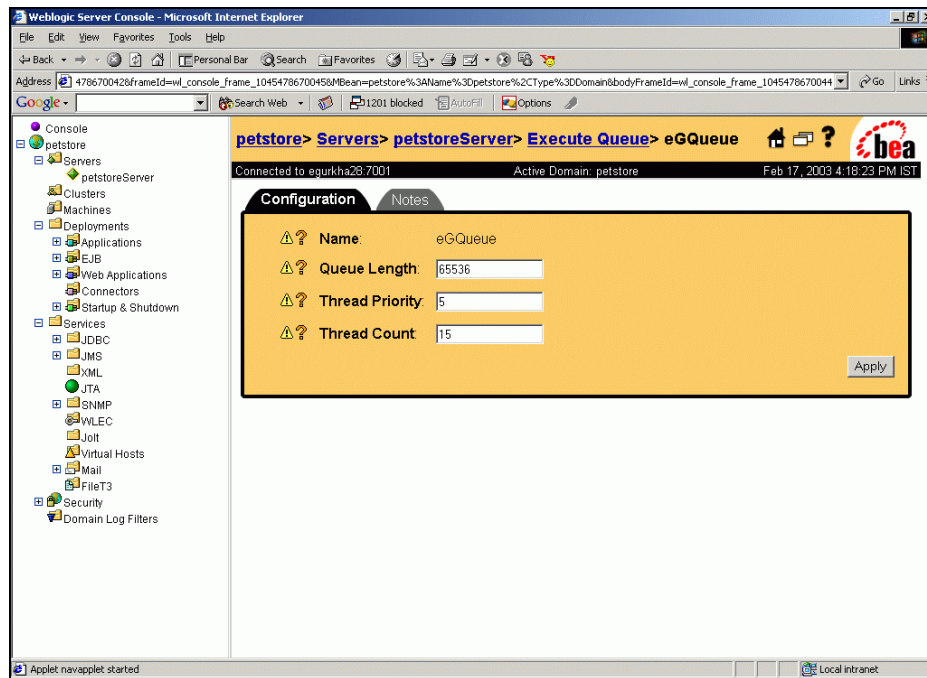 Weblogic Server Console - Microsoft Internet Explorer
File Edit View Favorites Tools Help
Back Personal Bar Search Favorites
Address 478670042&frameId=wl_console_frame_1045478670045&MBean=petstore%3AName%3Dpetstore%2CType%3DDomain&bodyFrameId=wl_console_frame_1045478670044 Go Links
Google Search Web 1201 blocked AutoFill Options
Console
petstore
Servers
petstoreServer
Clusters
Machines
Deployments
Applications
EJB
Web Applications
Connectors
Startup & Shutdown
Services
JDBC
JMS
XML
JTA
SNMP
WLEC
Jolt
Virtual Hosts
Mail
FileT3
Security
Domain Log Filters
petstore> Servers> petstoreServer> Execute Queue> eGQueue ? bea
Connected to egurkha28:7001 Active Domain: petstore Feb 17, 2003 4:18:23 PM IST
Configuration Notes
? Name: eGQueue
? Queue Length: 65536
? Thread Priority: 5
? Thread Count: 15
Apply
Applet navapplet started Local intranet